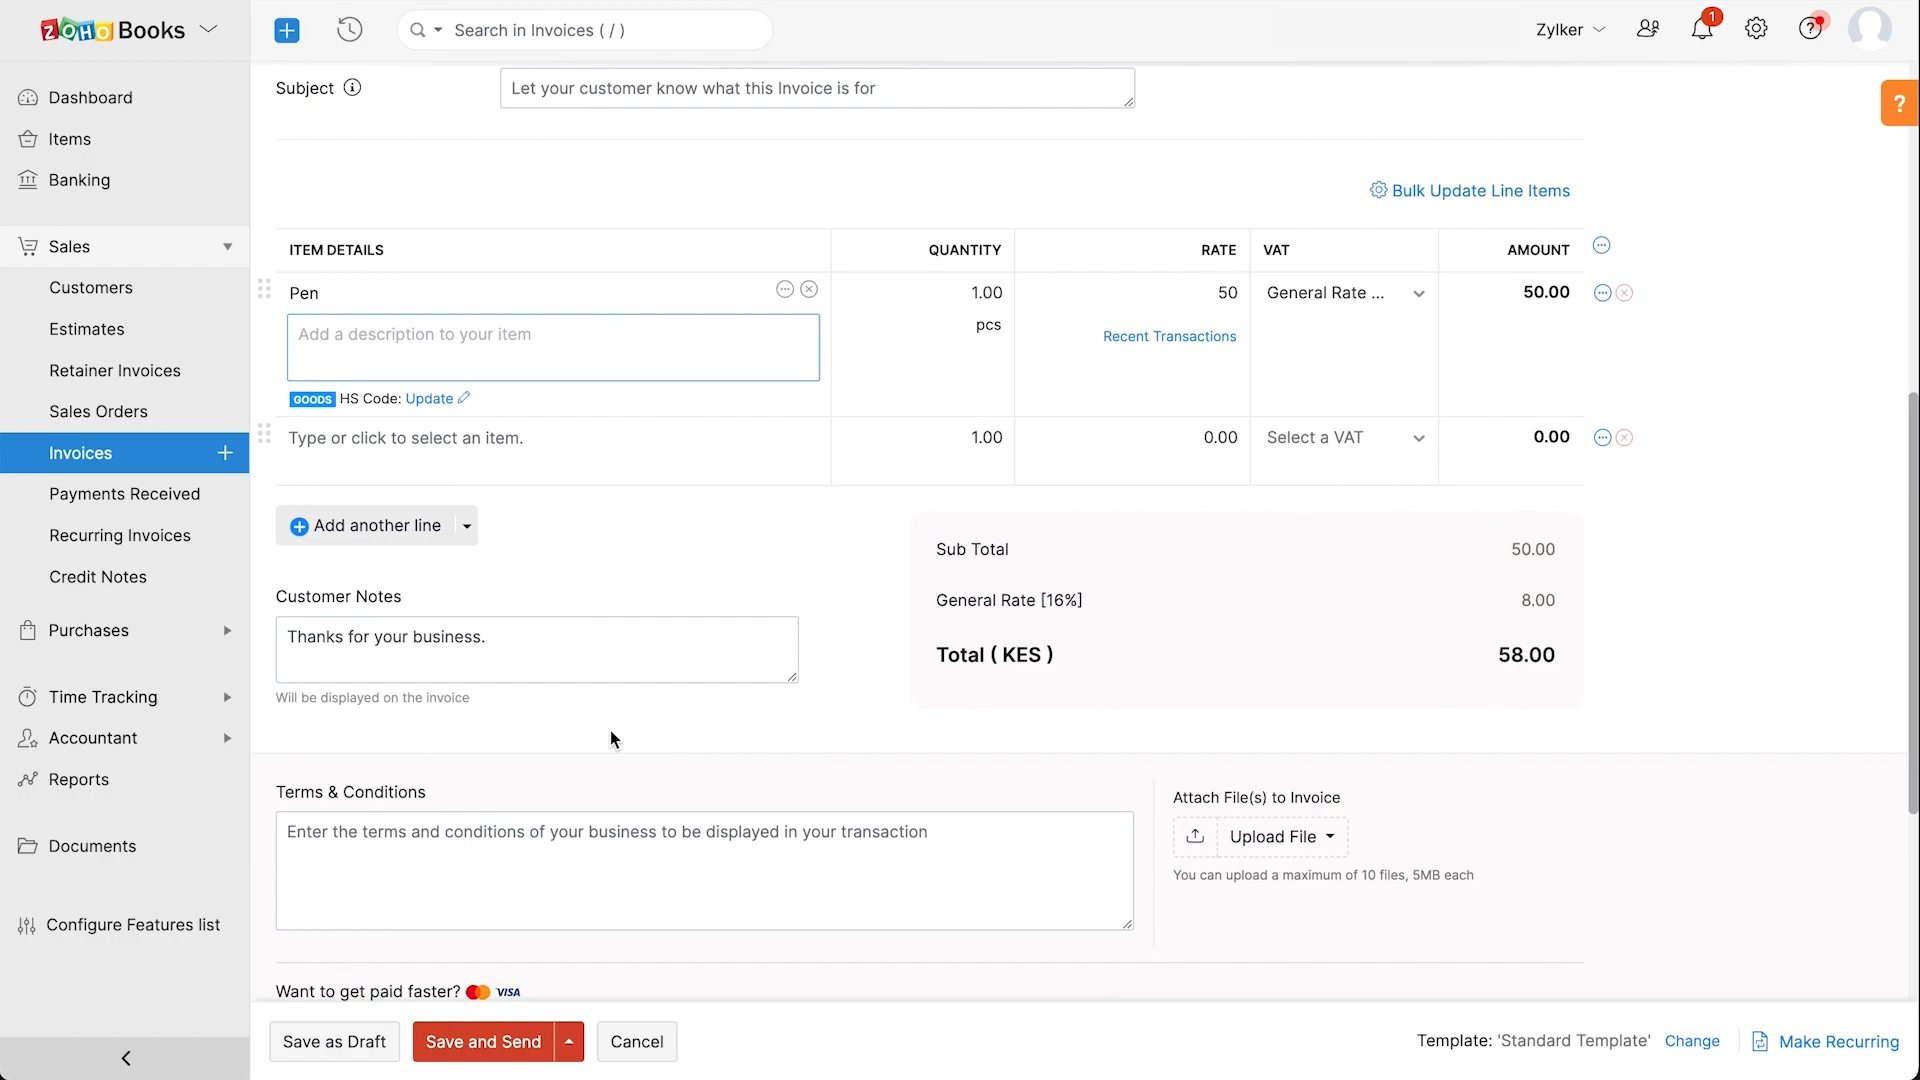 ZOHO Books
Search in Invoices ( / )
Zylker
1
?
Dashboard
Items
Banking
Sales
Customers
Estimates
Retainer Invoices
Sales Orders
Invoices
Payments Received
Recurring Invoices
Credit Notes
Purchases
Time Tracking
Accountant
Reports
Documents
Configure Features list
Subject
Let your customer know what this Invoice is for
?
Bulk Update Line Items
ITEM DETAILS QUANTITY RATE VAT AMOUNT
Pen 1.00 50 General Rate ... 50.00
pcs
Add a description to your item
Recent Transactions
GOODS HS Code: Update
Type or click to select an item. 1.00 0.00 Select a VAT 0.00
Add another line
Sub Total 50.00
General Rate [16%] 8.00
Total ( KES ) 58.00
Customer Notes
Thanks for your business.
Will be displayed on the invoice
Terms & Conditions
Enter the terms and conditions of your business to be displayed in your transaction
Attach File(s) to Invoice
Upload File
You can upload a maximum of 10 files, 5MB each
Want to get paid faster? VISA
Save as Draft
Save and Send
Cancel
Template: 'Standard Template' Change
Make Recurring